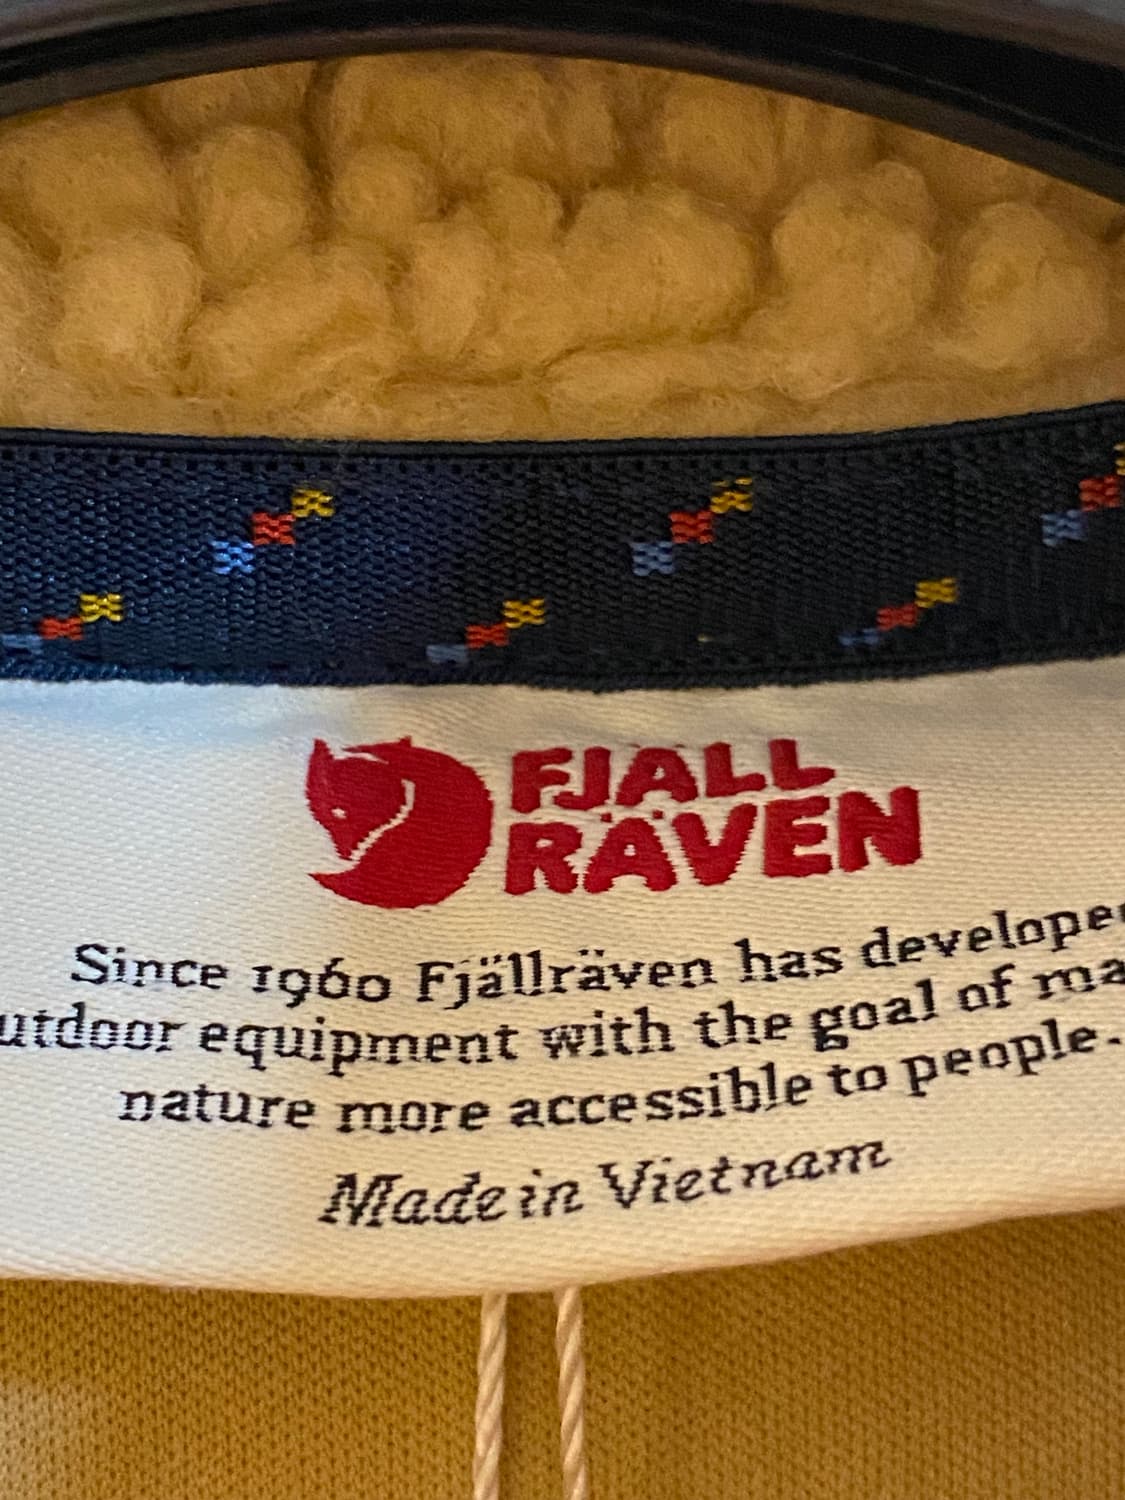 FJÄLL
RÄVEN
Since 1960 Fjällräven has develope
utdoor equipment with the goal of ma
nature more accessible to people.
Made in Vietnam